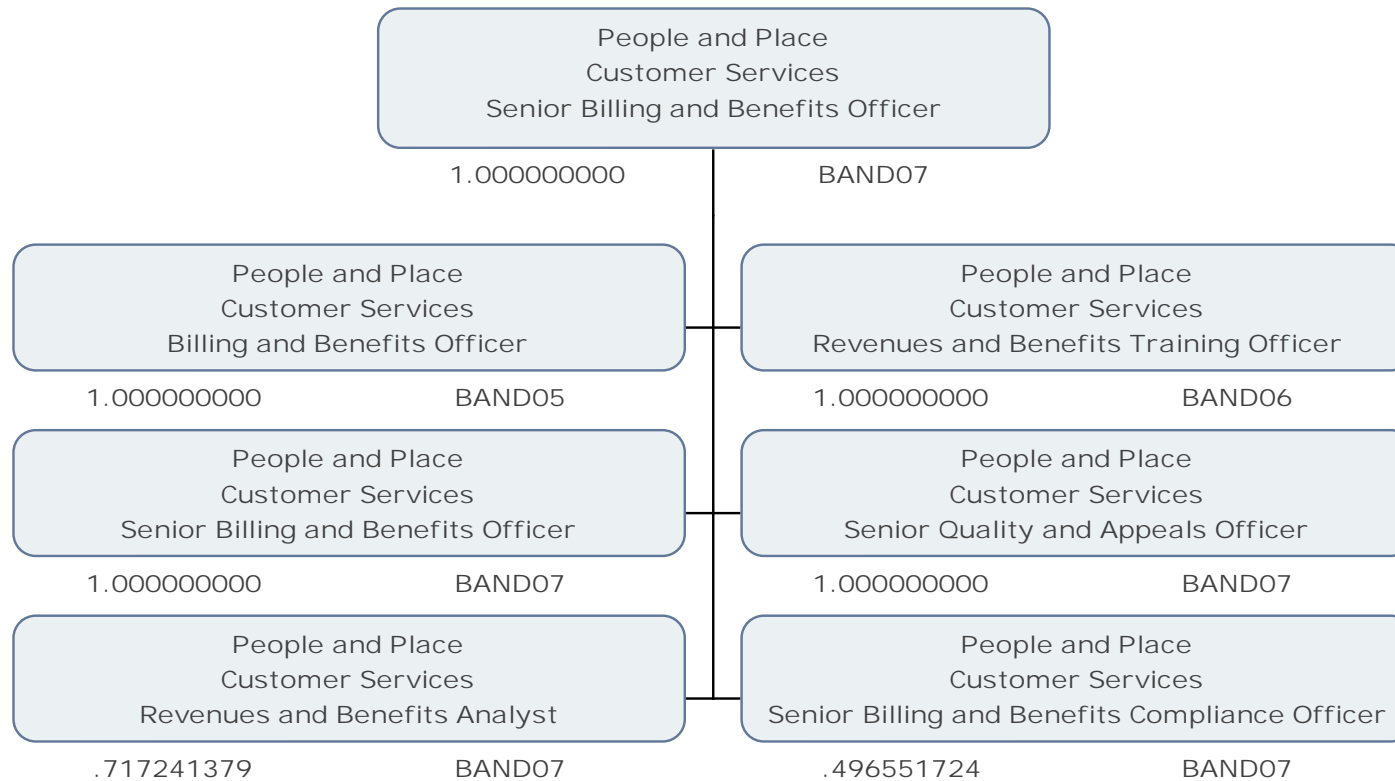 People and Place
Customer Services
Senior Billing and Benefits Officer
1.000000000 BAND07
People and Place
Customer Services
Billing and Benefits Officer
1.000000000 BAND05
People and Place
Customer Services
Revenues and Benefits Training Officer
1.000000000 BAND06
People and Place
Customer Services
Senior Billing and Benefits Officer
1.000000000 BAND07
People and Place
Customer Services
Senior Quality and Appeals Officer
1.000000000 BAND07
People and Place
Customer Services
Revenues and Benefits Analyst
.717241379 BAND07
People and Place
Customer Services
Senior Billing and Benefits Compliance Officer
.496551724 BAND07